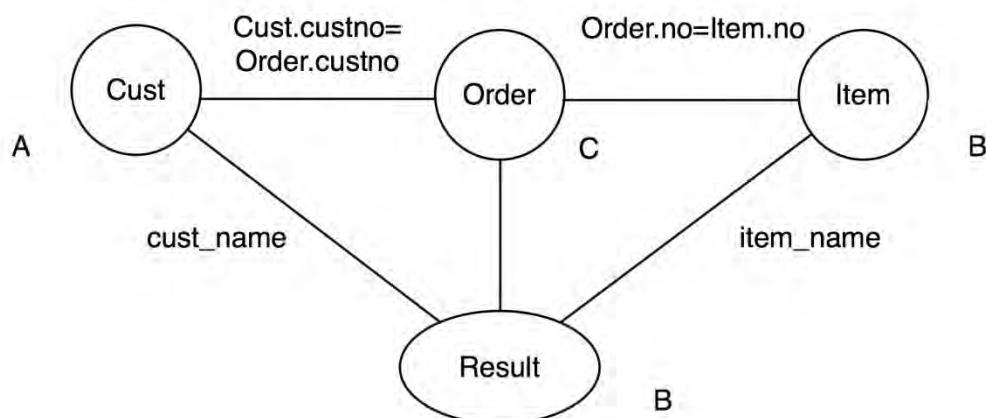 Cust.custno=
Order.custno
Order.no=Item.no
Cust
Order
Item
A
C
B
cust_name
item_name
Result
B